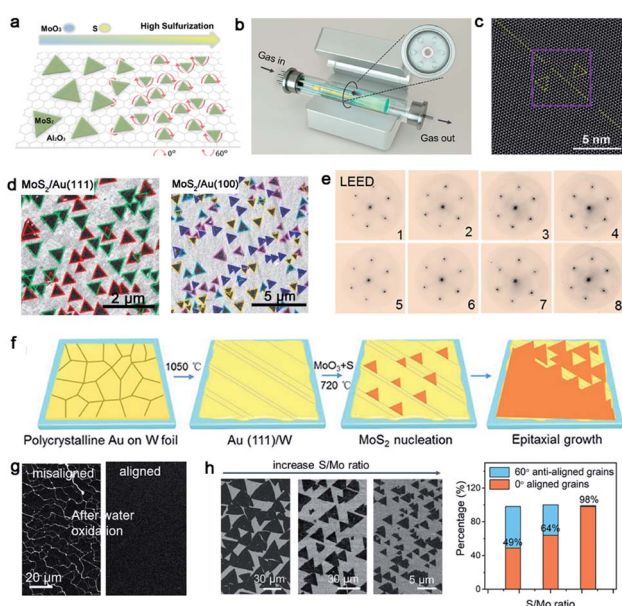 a
MoO₃
S
High Sulfurization
MoS₂
Al₂O₃
0°
60°
b
Gas in
Gas out
c
5 nm
d
MoS₂/Au(111)
2 μm
MoS₂/Au(100)
5 μm
e
LEED
1
2
3
4
5
6
7
8
f
1050 ℃
MoO₃+S
720 ℃
Polycrystalline Au on W foil
Au (111)/W
MoS₂ nucleation
Epitaxial growth
g
misaligned
aligned
After water
oxidation
20 μm
h
increase S/Mo ratio
30 μm
30 μm
5 μm
60° anti-aligned grains
0° aligned grains
Percentage (%)
100
80
60
40
20
0
49%
64%
98%
S/Mo ratio